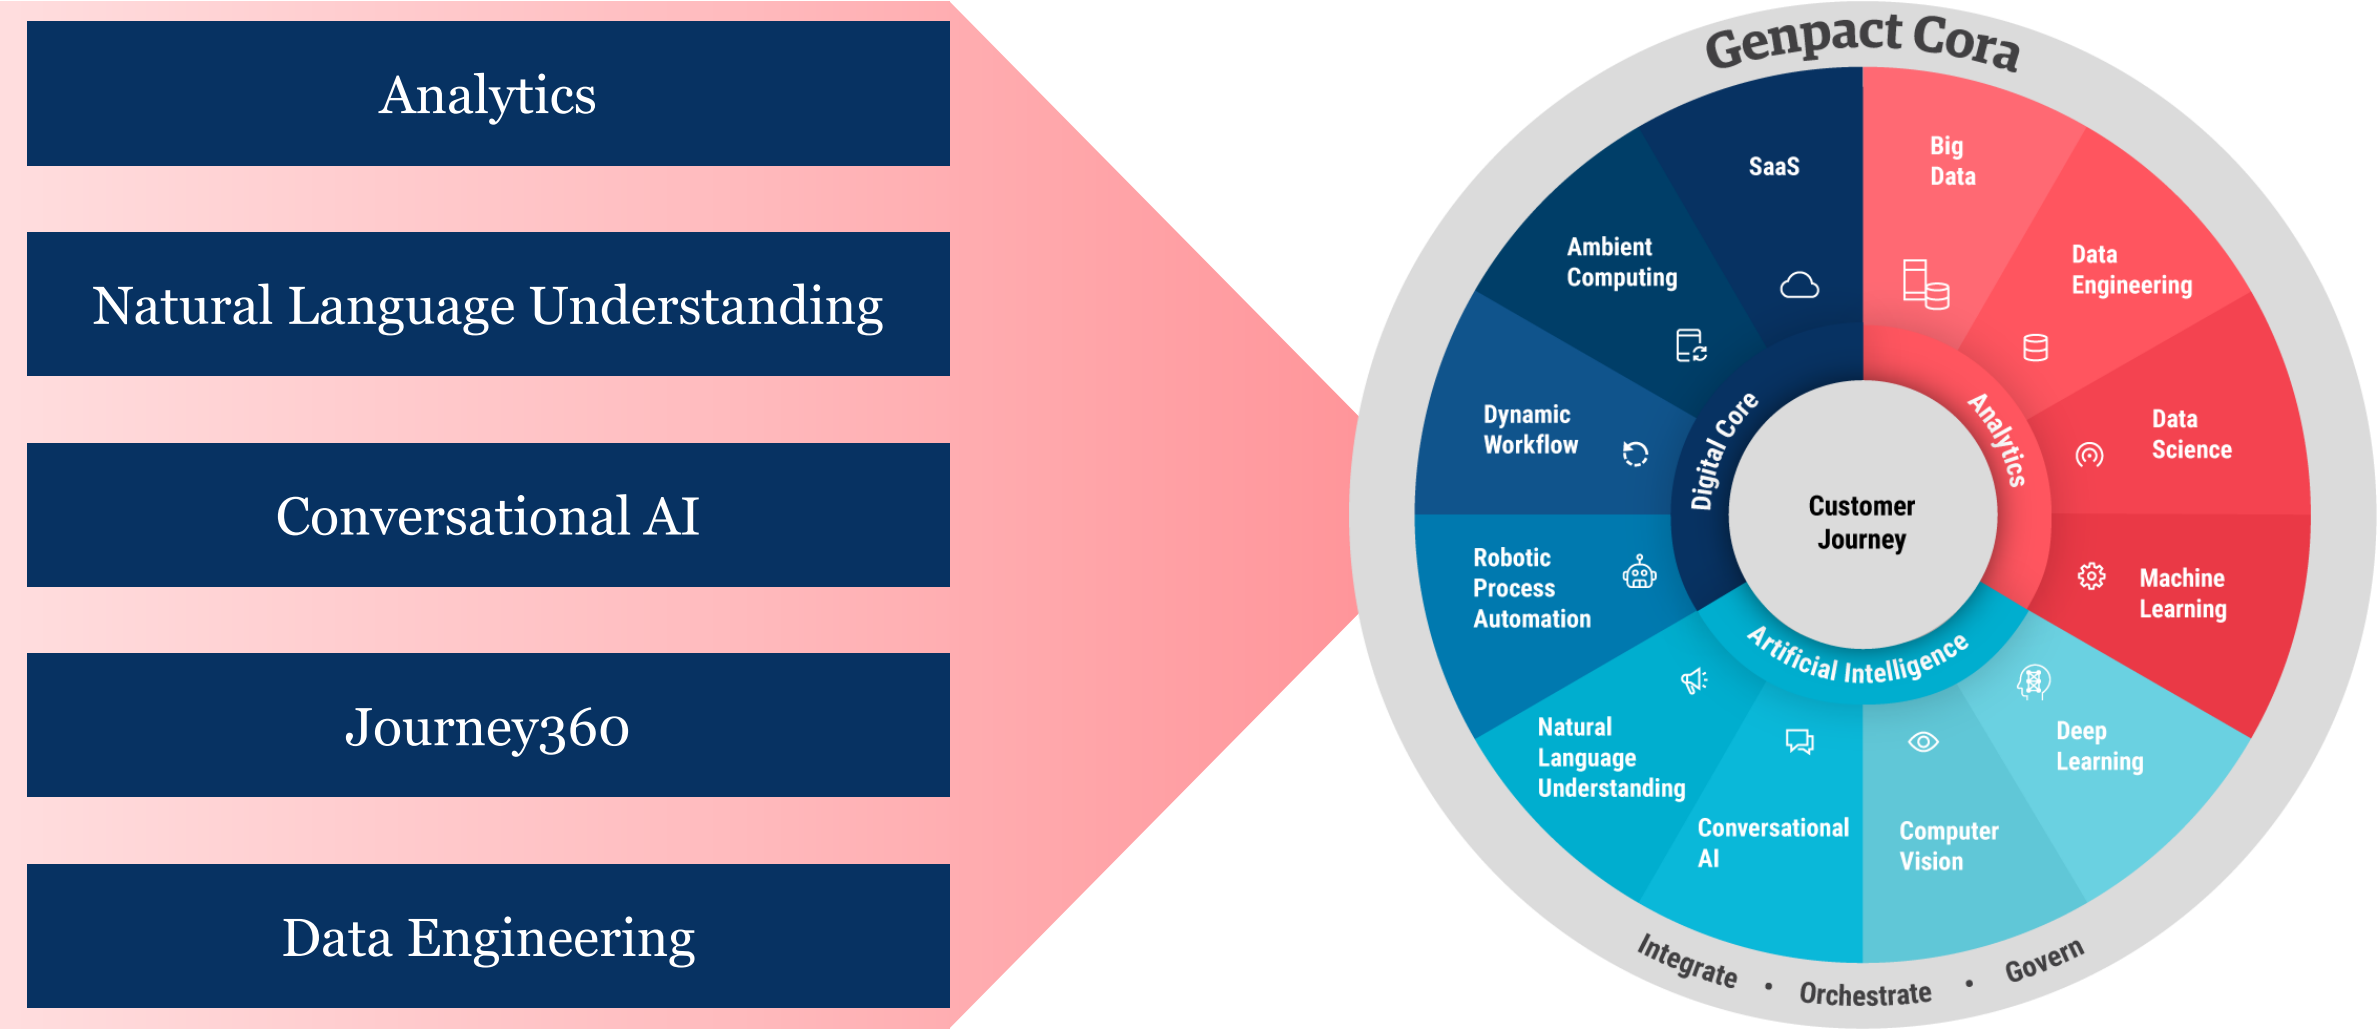 Analytics
Natural Language Understanding
Conversational AI
Journey360
Data Engineering
Genpact Cora
SaaS
Big
Data
Ambient
Computing
Data
Engineering
Dynamic
Workflow
Data
Science
Robotic
Process
Automation
Machine
Learning
Natural
Language
Understanding
Conversational
AI
Computer
Vision
Deep
Learning
Digital Core
Analytics
Artificial Intelligence
Customer
Journey
Integrate • Orchestrate • Govern